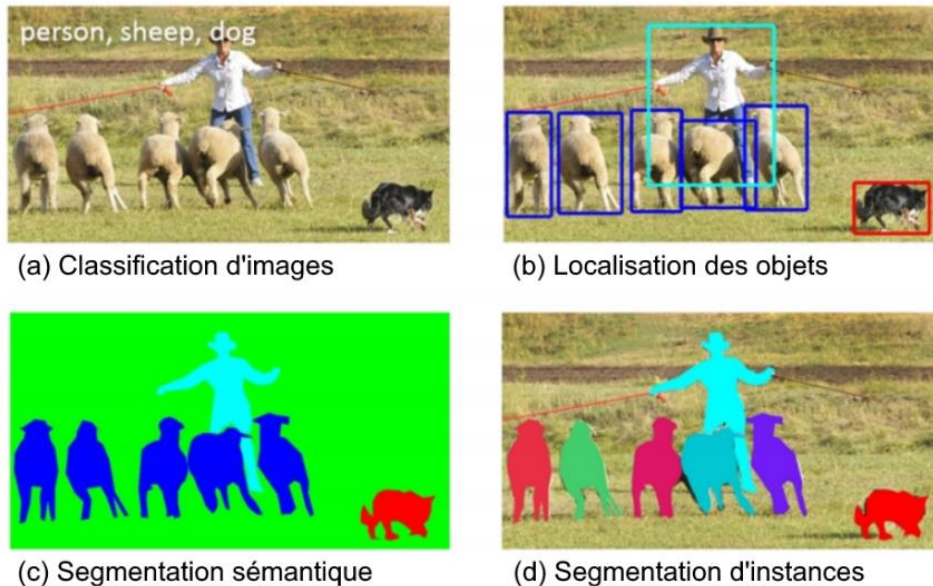 person, sheep, dog
(a) Classification d'images
(b) Localisation des objets
(c) Segmentation sémantique
(d) Segmentation d'instances